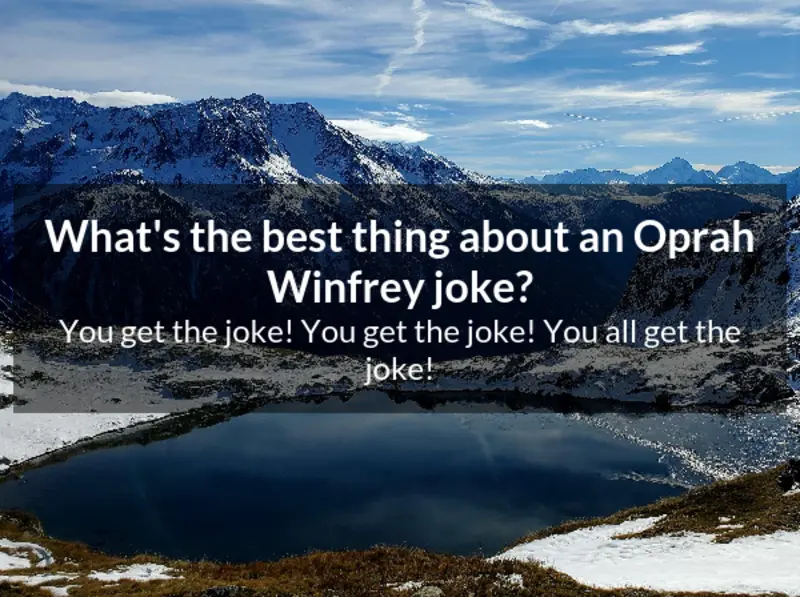 What's the best thing about an Oprah
Winfrey joke?
You get the joke! You get the joke! You all get the
joke!